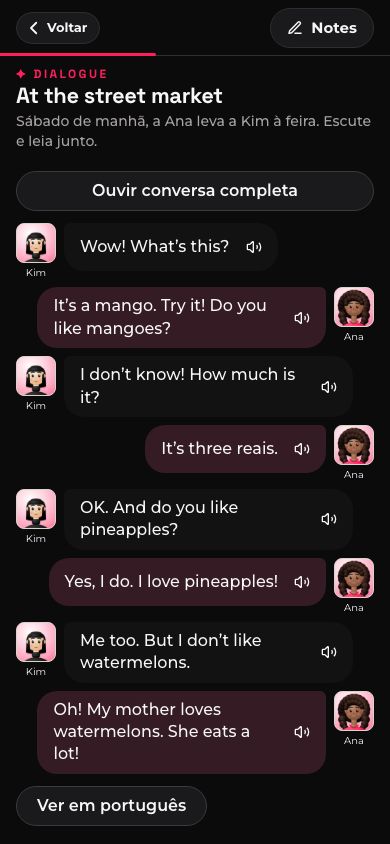 Voltar
Notes
DIALOGUE
At the street market
Sábado de manhã, a Ana leva a Kim à feira. Escute
e leia junto.
Ouvir conversa completa
Wow! What’s this?
Kim
It’s a mango. Try it! Do you
like mangoes?
Ana
I don’t know! How much is
it?
Kim
It’s three reais.
Ana
OK. And do you like
pineapples?
Kim
Yes, I do. I love pineapples!
Ana
Me too. But I don’t like
watermelons.
Kim
Oh! My mother loves
watermelons. She eats a
lot!
Ana
Ver em português